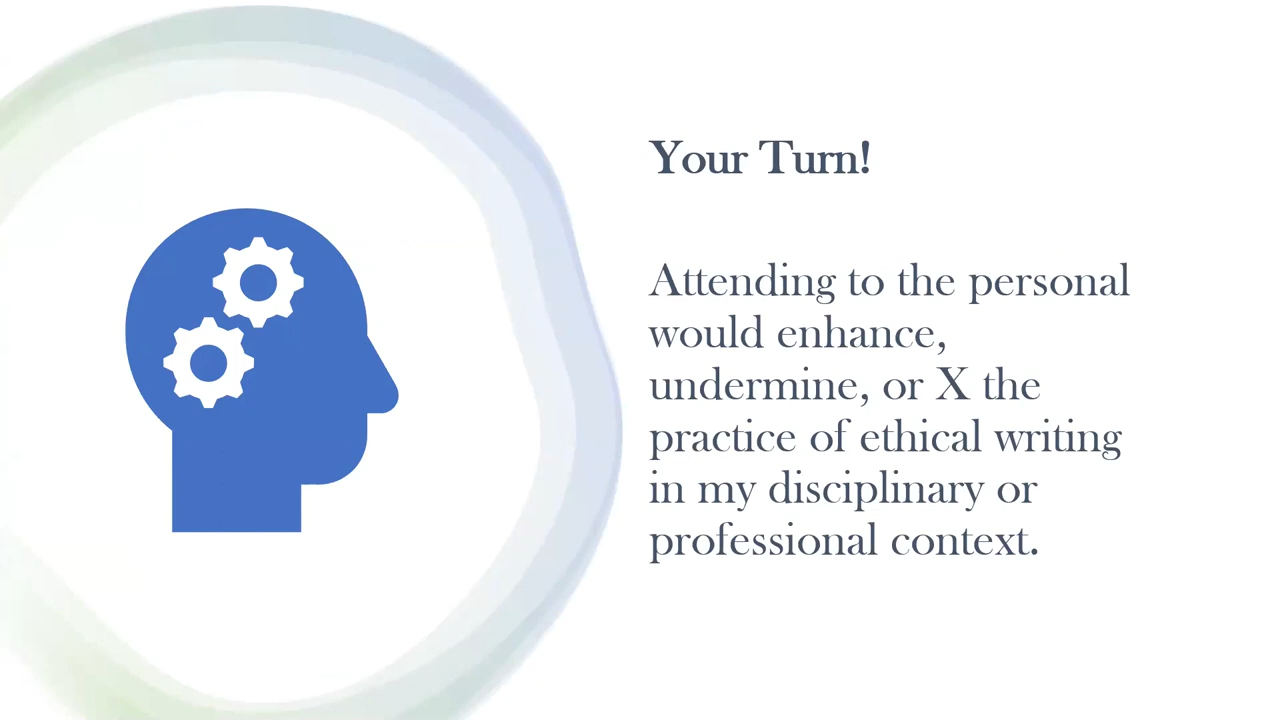 Your Turn!
Attending to the personal
would enhance,
undermine, or X the
practice of ethical writing
in my disciplinary or
professional context.